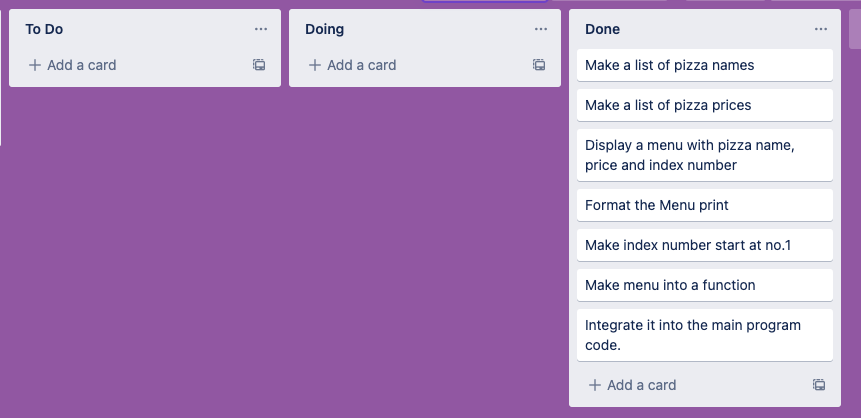 To Do
Add a card
Doing
Add a card
Done
Make a list of pizza names
Make a list of pizza prices
Display a menu with pizza name,
price and index number
Format the Menu print
Make index number start at no.1
Make menu into a function
Integrate it into the main program
code.
Add a card